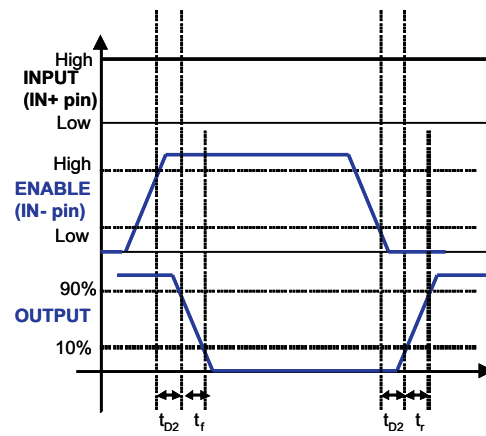 High
INPUT
(IN+ pin)
Low
High
ENABLE
(IN- pin)
Low
90%
OUTPUT
10%
tD2 tf tD2 tr